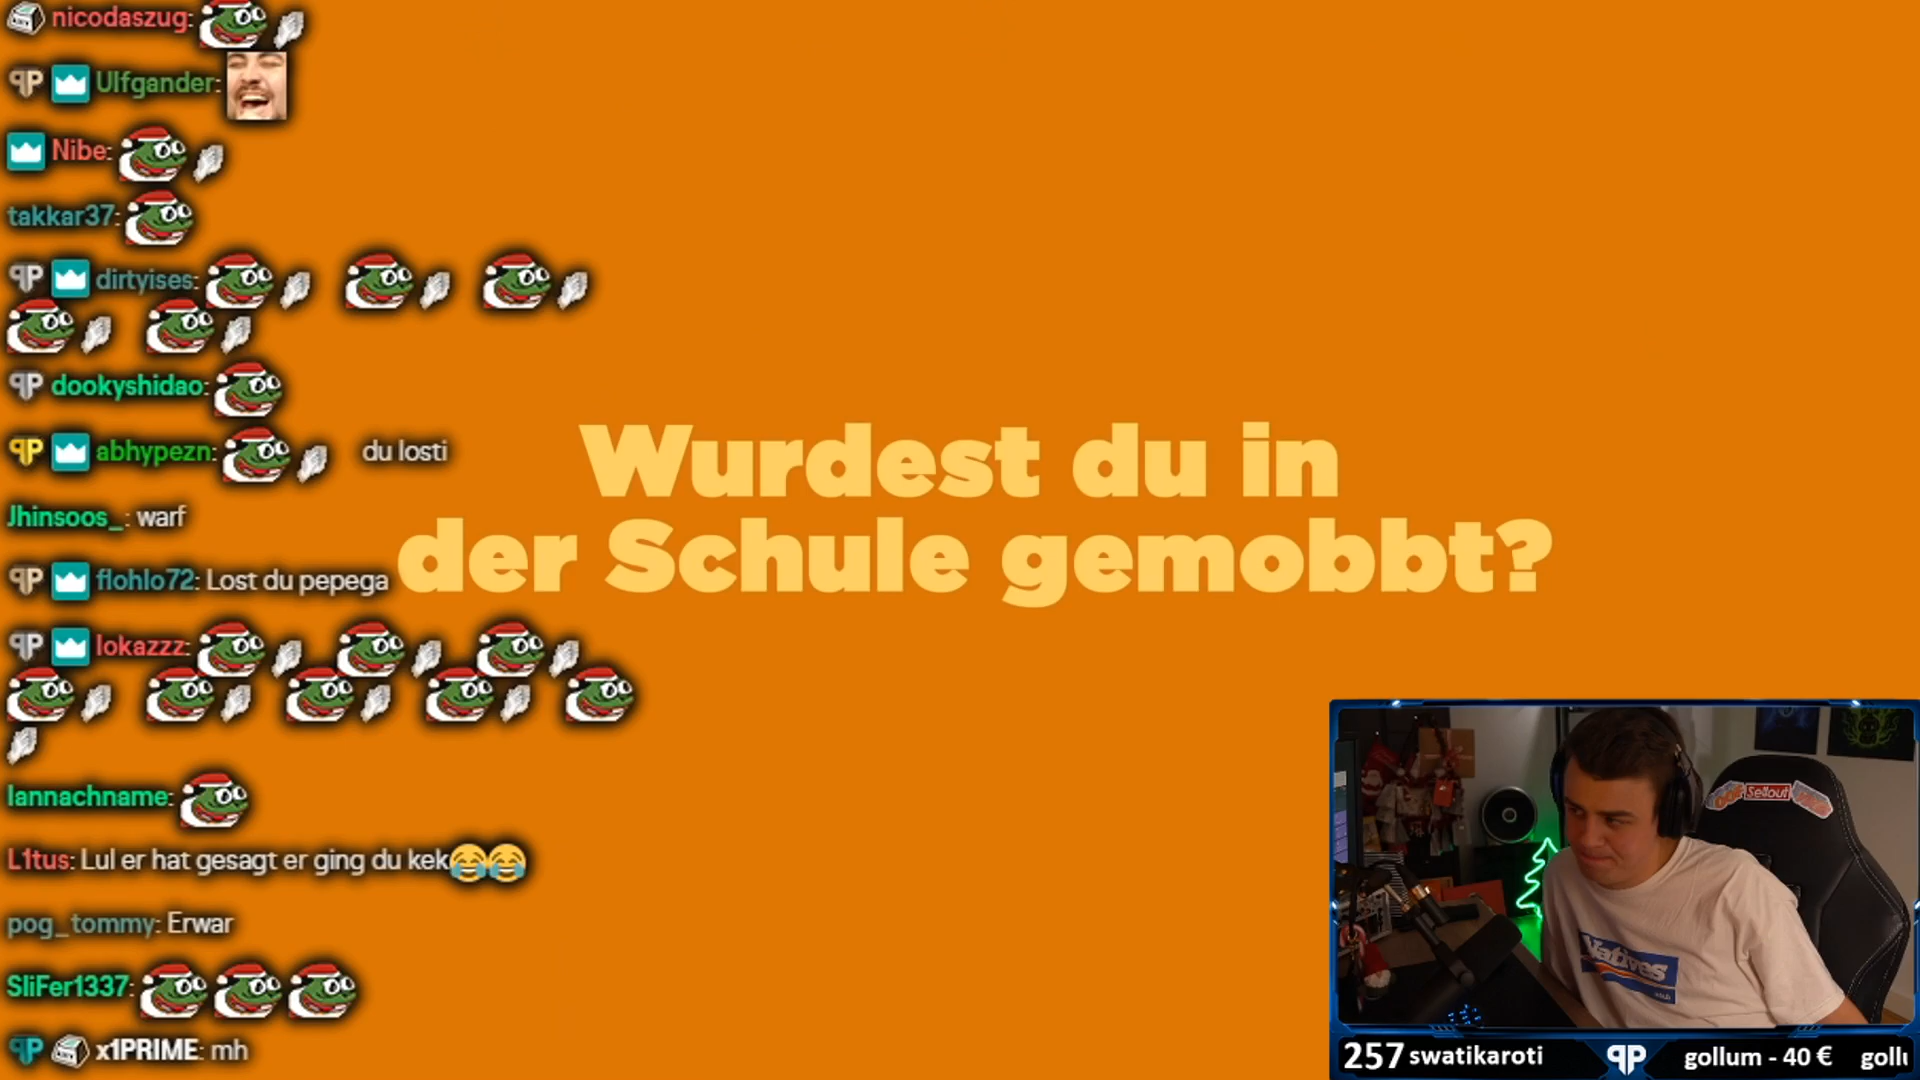 nicodaszug:
Ulfgander:
Nibe:
takkar37:
dirtyises:
dookyshidao:
abhypezn: du losti
Jhinsoos_: warf
flohlo72: Lost du pepega
lokazzz:
lannachname:
L1tus: Lul er hat gesagt er ging du kek😂😂
pog_tommy: Erwar
SliFer1337:
x1PRIME: mh
Wurdest du in
der Schule gemobbt?
Sellout
Natives
257 swatikaroti
gollum - 40 €